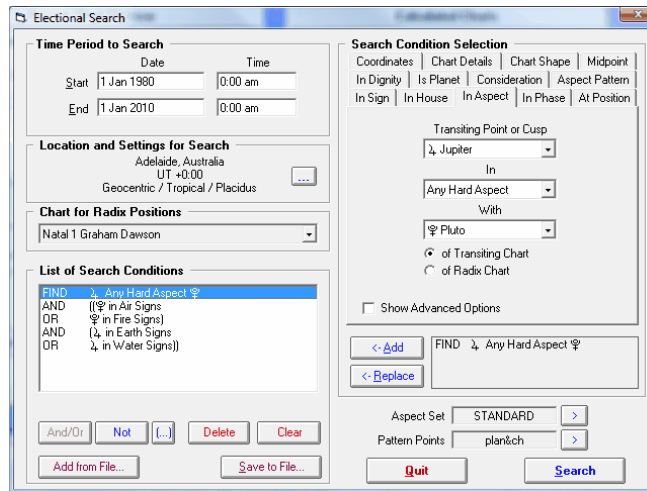 Electional Search
Time Period to Search
Date Time
Start 1 Jan 1980 0:00 am
End 1 Jan 2010 0:00 am
Location and Settings for Search
Adelaide, Australia
UT +0:00
Geocentric / Tropical / Placidus
...
Chart for Radix Positions
Natal 1 Graham Dawson
List of Search Conditions
FIND ♃ Any Hard Aspect ♇
AND ((♇ in Air Signs
OR ♇ in Fire Signs)
AND (♃ in Earth Signs
OR ♃ in Water Signs))
And/Or Not (...) Delete Clear
Add from File... Save to File...
Search Condition Selection
Coordinates Chart Details Chart Shape Midpoint
In Dignity Is Planet Consideration Aspect Pattern
In Sign In House In Aspect In Phase At Position
Transiting Point or Cusp
♃ Jupiter
In
Any Hard Aspect
With
♇ Pluto
of Transiting Chart
of Radix Chart
Show Advanced Options
<- Add FIND ♃ Any Hard Aspect ♇
<- Replace
Aspect Set STANDARD >
Pattern Points plan&ch >
Quit Search